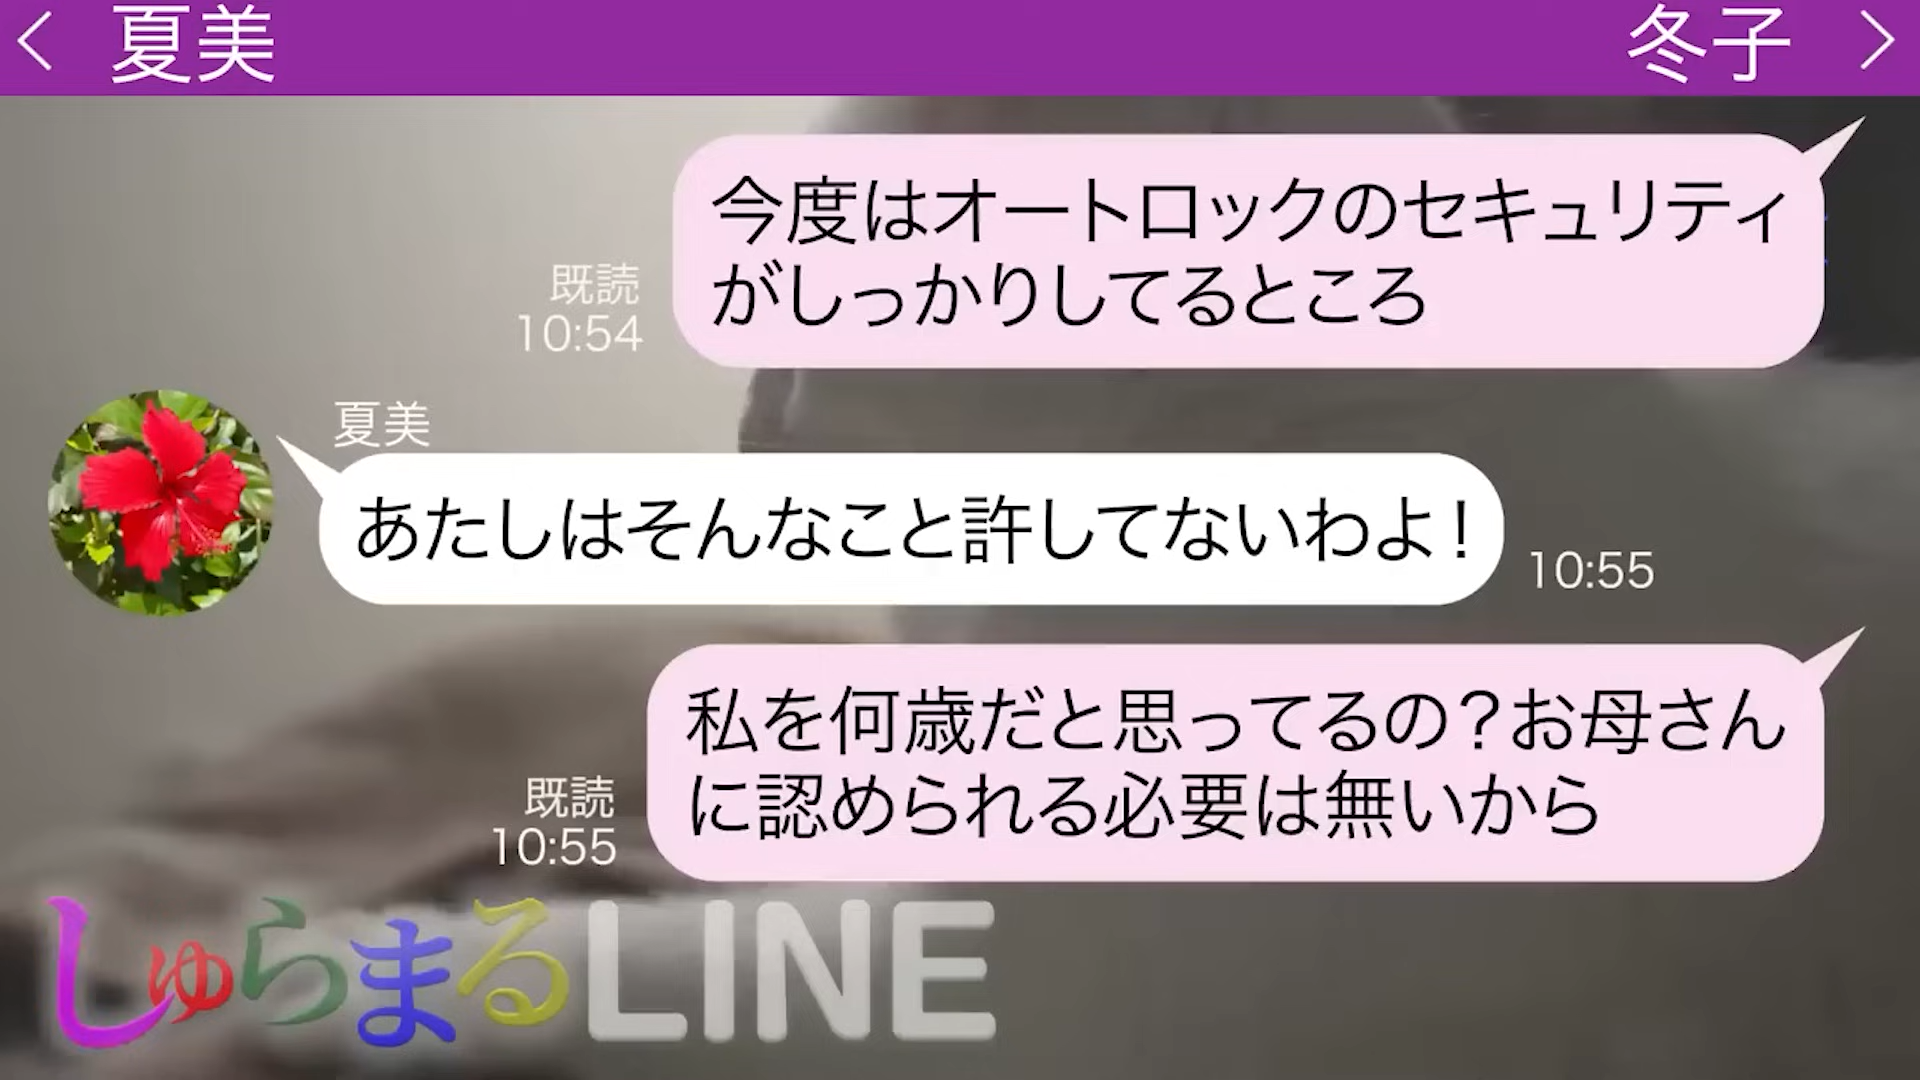 夏美
冬子
今度はオートロックのセキュリティ
がしっかりしてるところ
既読
10:54
夏美
あたしはそんなこと許してないわよ！
10:55
私を何歳だと思ってるの？お母さん
に認められる必要は無いから
既読
10:55
しゅらまるLINE